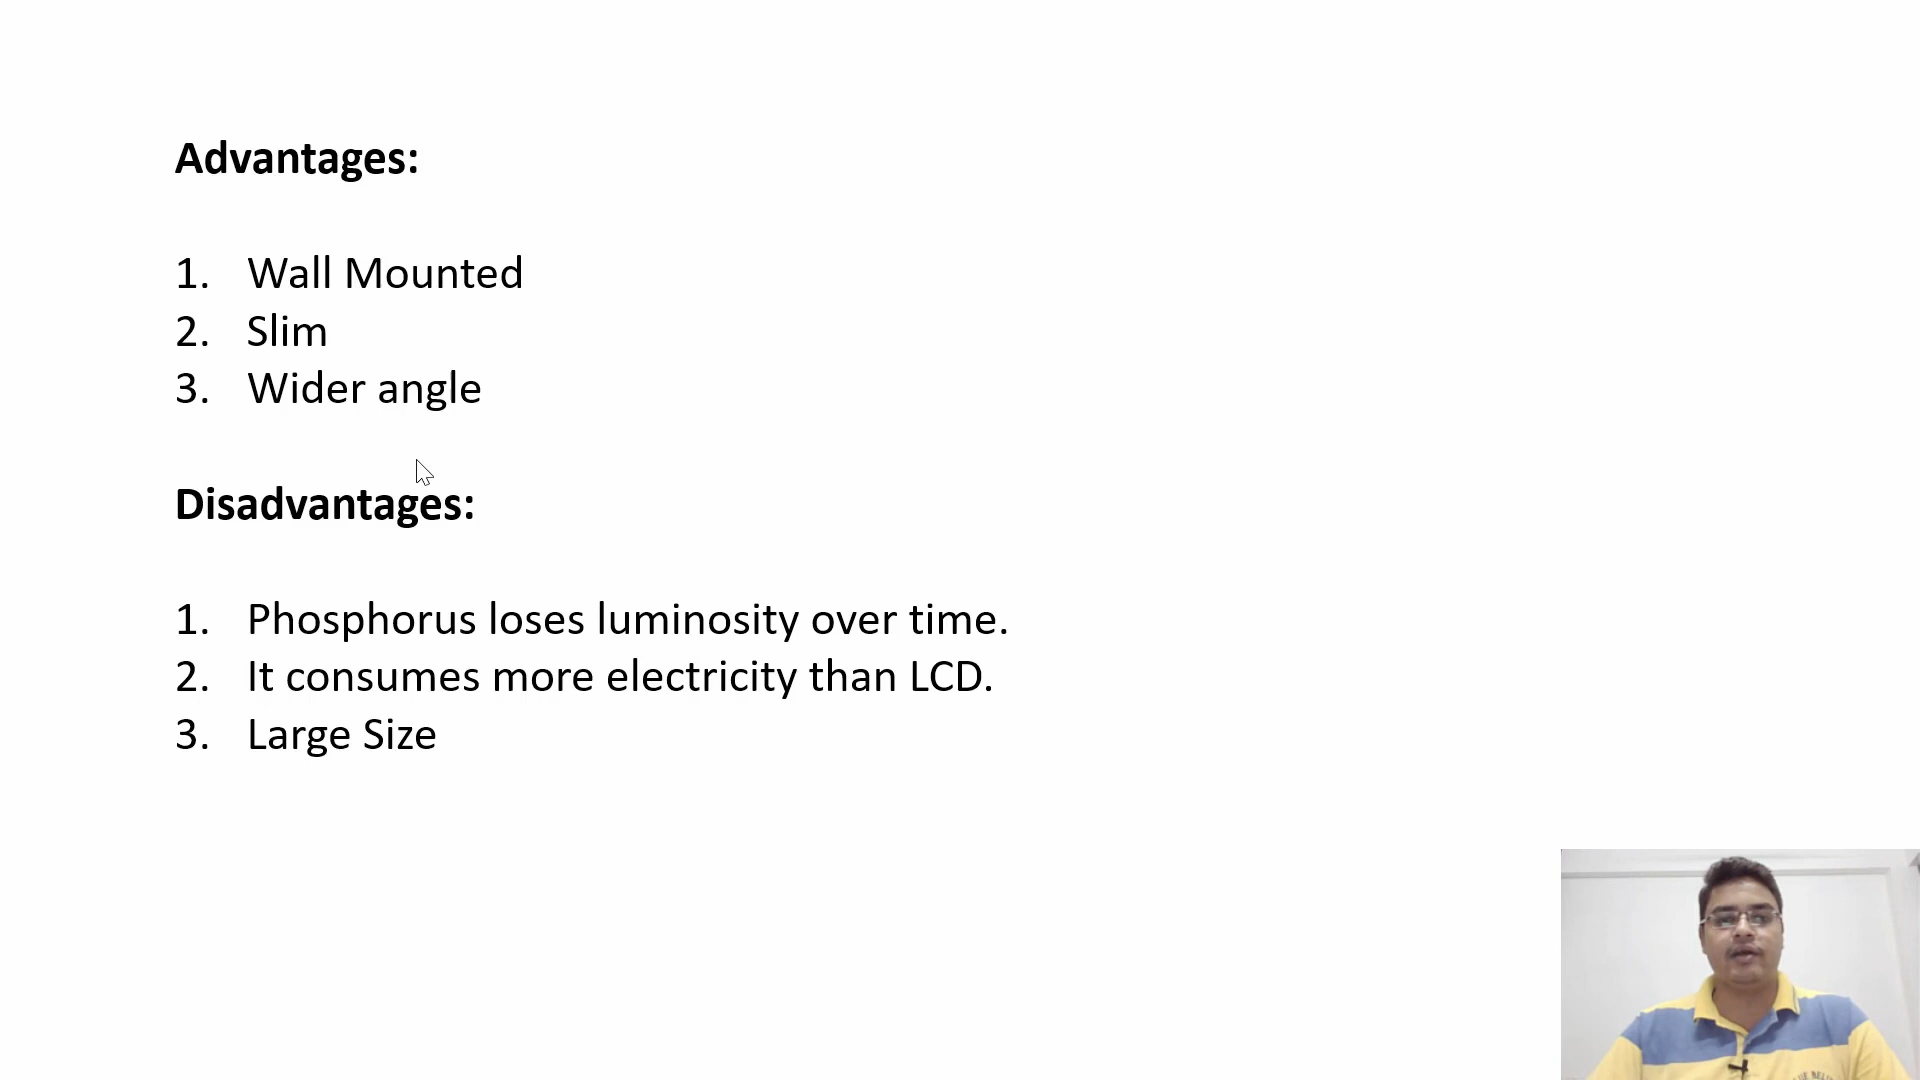 Advantages:
1. Wall Mounted
2. Slim
3. Wider angle
Disadvantages:
1. Phosphorus loses luminosity over time.
2. It consumes more electricity than LCD.
3. Large Size